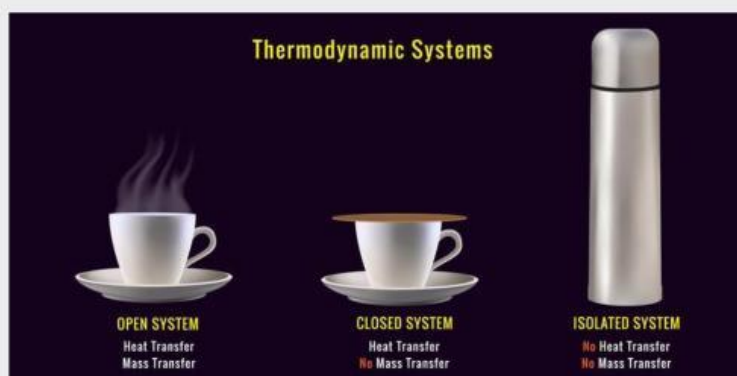 Thermodynamic Systems
OPEN SYSTEM
Heat Transfer
Mass Transfer
CLOSED SYSTEM
Heat Transfer
No Mass Transfer
ISOLATED SYSTEM
No Heat Transfer
No Mass Transfer